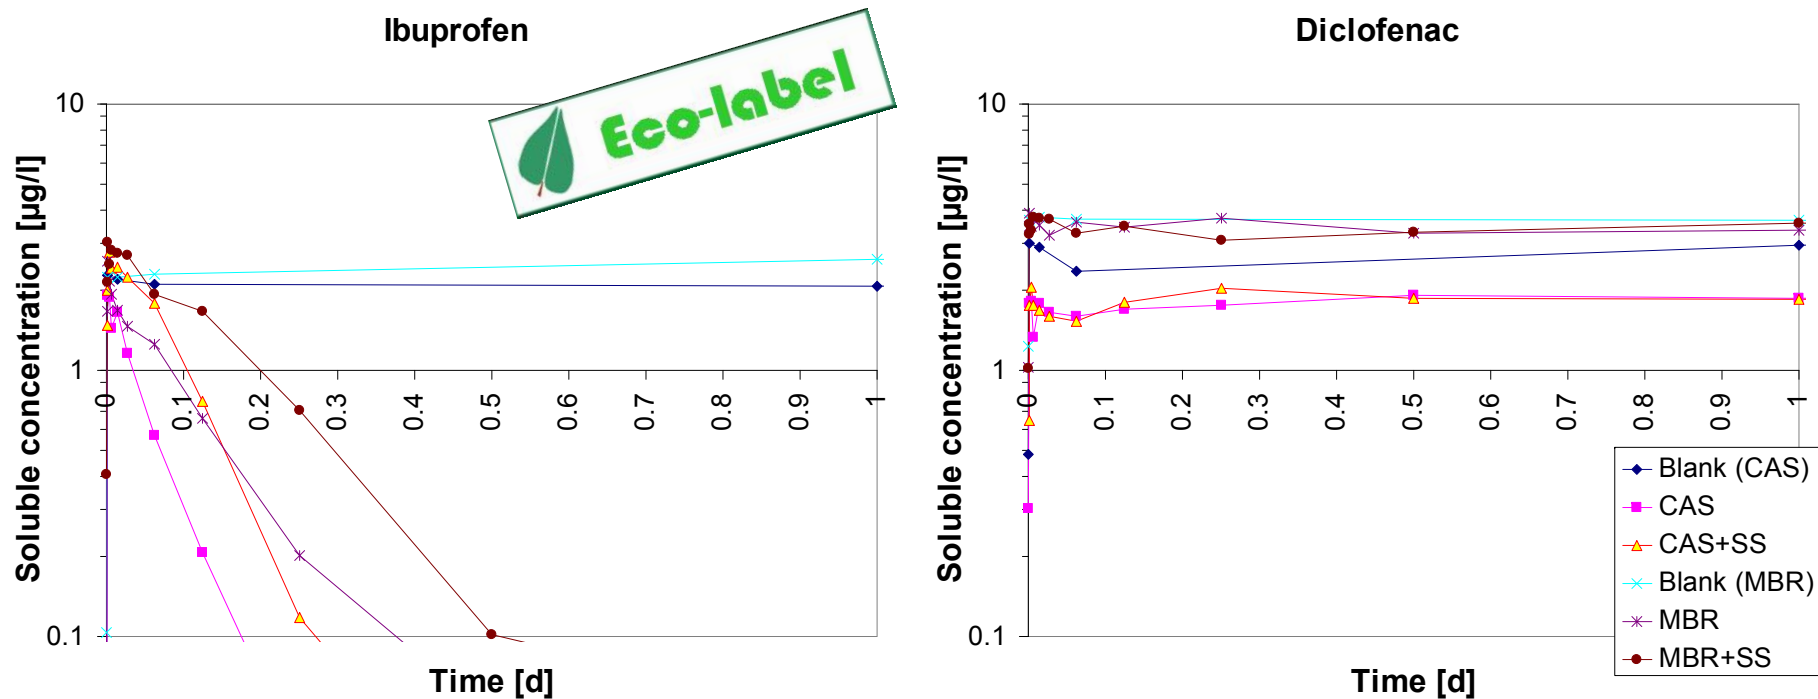 Ibuprofen
Eco-label
10
1
0.1
0
0.1
0.2
0.3
0.4
0.5
0.6
0.7
0.8
0.9
1
Soluble concentration [µg/l]
Time [d]
Diclofenac
10
1
0.1
0
0.1
0.2
0.3
0.4
0.5
0.6
0.7
0.8
0.9
1
Soluble concentration [µg/l]
Time [d]
Blank (CAS)
CAS
CAS+SS
Blank (MBR)
MBR
MBR+SS